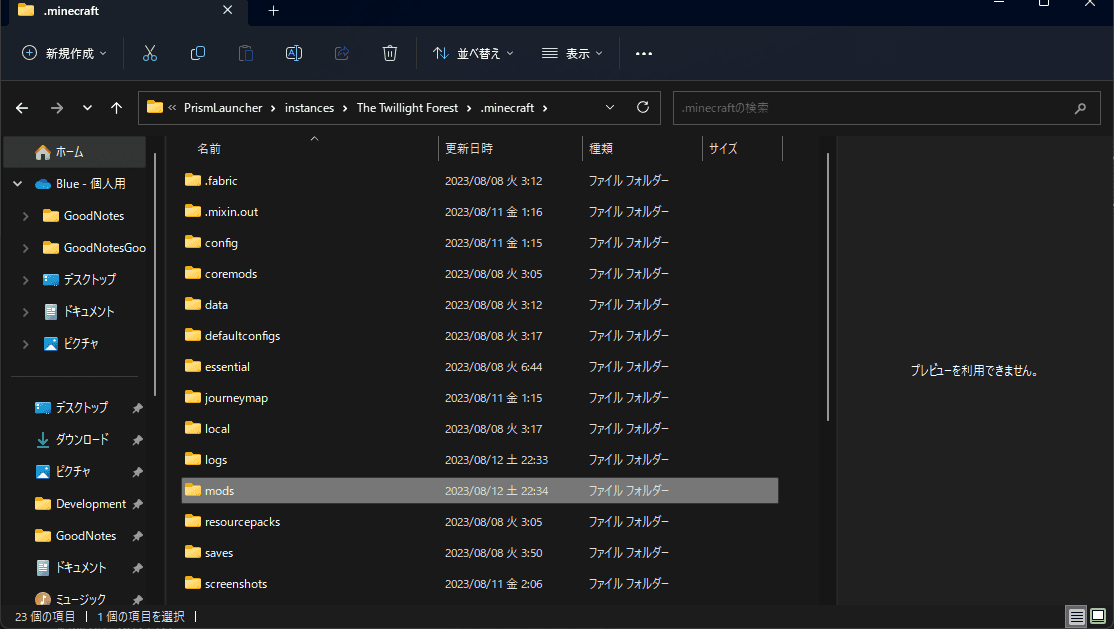 .minecraft
新規作成
並べ替え
表示
« PrismLauncher > instances > The Twillight Forest > .minecraft >
.minecraftの検索
ホーム
Blue - 個人用
GoodNotes
GoodNotesGoo
デスクトップ
ドキュメント
ピクチャ
デスクトップ
ダウンロード
ピクチャ
Development
GoodNotes
ドキュメント
ミュージック
名前 更新日時 種類 サイズ
.fabric 2023/08/08 火 3:12 ファイル フォルダー
.mixin.out 2023/08/11 金 1:16 ファイル フォルダー
config 2023/08/11 金 1:15 ファイル フォルダー
coremods 2023/08/08 火 3:05 ファイル フォルダー
data 2023/08/08 火 3:12 ファイル フォルダー
defaultconfigs 2023/08/08 火 3:17 ファイル フォルダー
essential 2023/08/08 火 6:44 ファイル フォルダー
journeymap 2023/08/11 金 1:15 ファイル フォルダー
local 2023/08/08 火 3:17 ファイル フォルダー
logs 2023/08/12 土 22:33 ファイル フォルダー
mods 2023/08/12 土 22:34 ファイル フォルダー
resourcepacks 2023/08/08 火 3:05 ファイル フォルダー
saves 2023/08/08 火 3:50 ファイル フォルダー
screenshots 2023/08/11 金 2:06 ファイル フォルダー
プレビューを利用できません。
23 個の項目 | 1 個の項目を選択 |